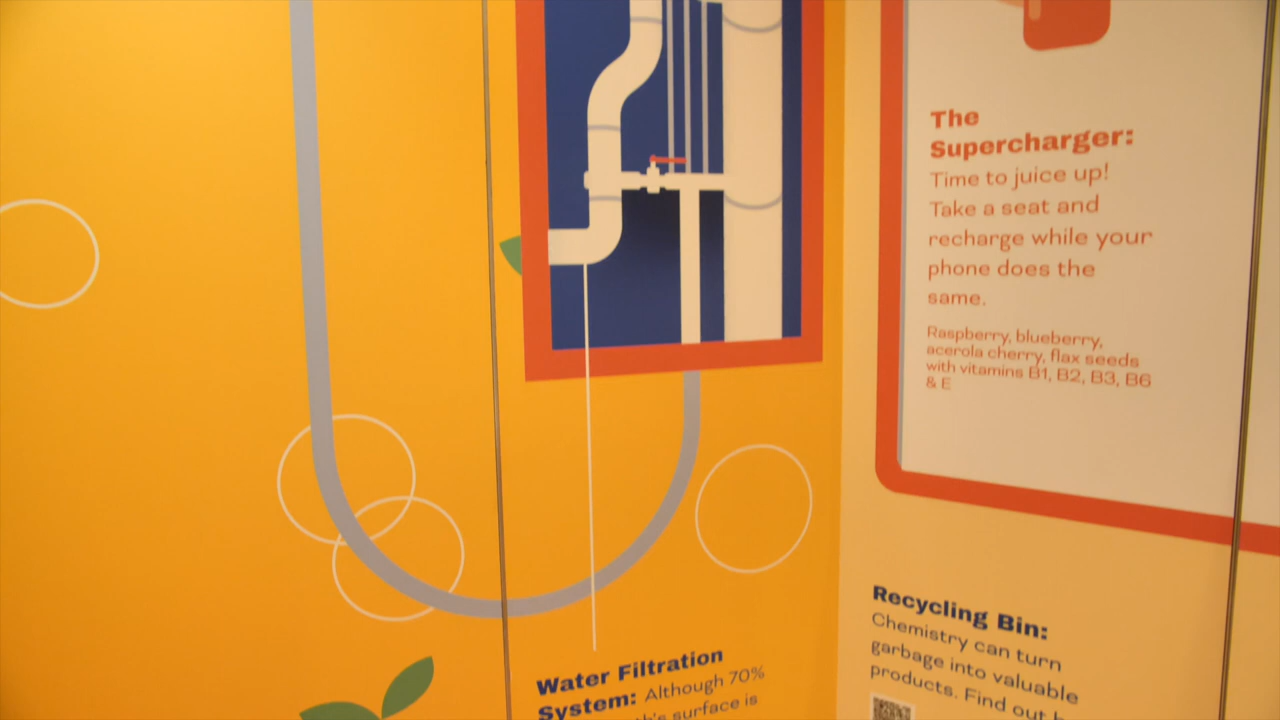 The
Supercharger:
Time to juice up!
Take a seat and
recharge while your
phone does the
same.
Raspberry, blueberry,
acerola cherry, flax seeds
with vitamins B1, B2, B3, B6
& E
Recycling Bin:
Chemistry can turn
garbage into valuable
products. Find out
Water Filtration
System: Although 70%
surface is